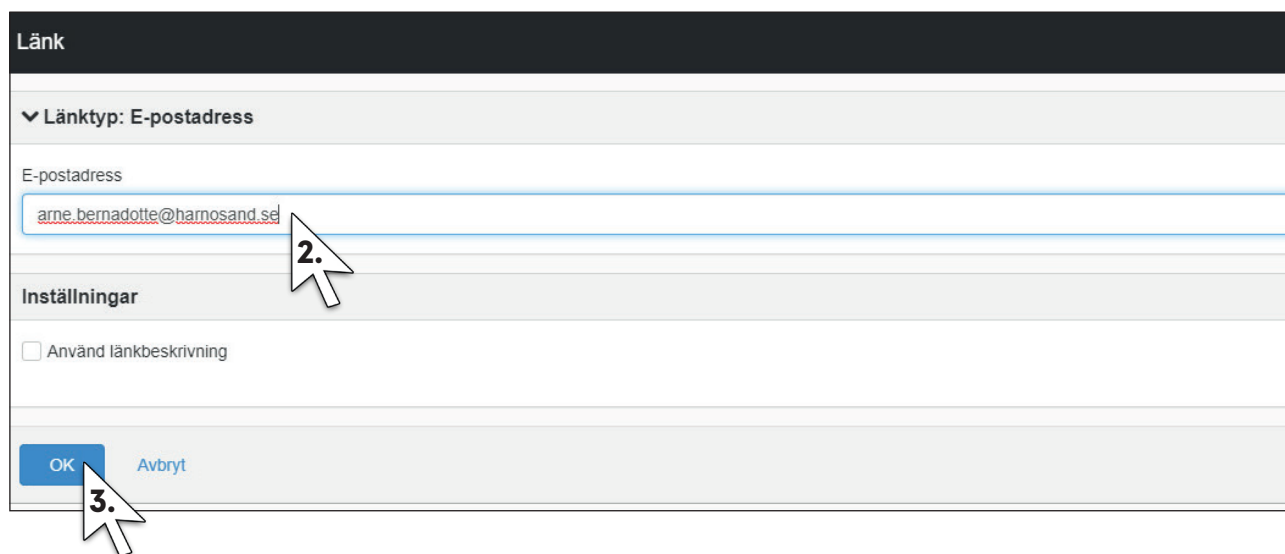 Länk
Länktyp: E-postadress
E-postadress
arne.bernadotte@harnosand.se
2.
Inställningar
Använd länkbeskrivning
OK Avbryt
3.